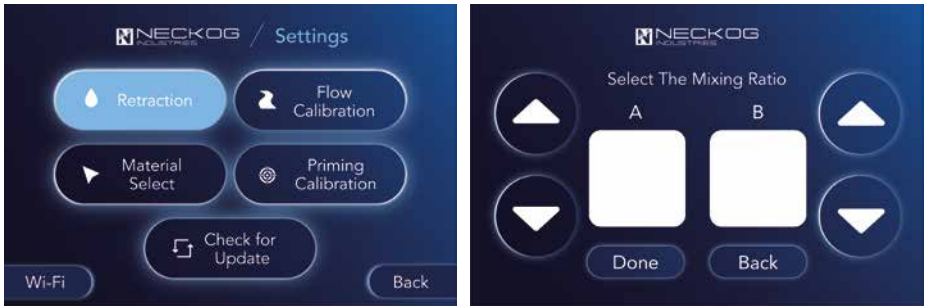 NECKOG / Settings
INDUSTRIES
Retraction
Flow
Calibration
Material
Select
Priming
Calibration
Check for
Update
Wi-Fi
Back
NECKOG
INDUSTRIES
Select The Mixing Ratio
A
B
Done
Back